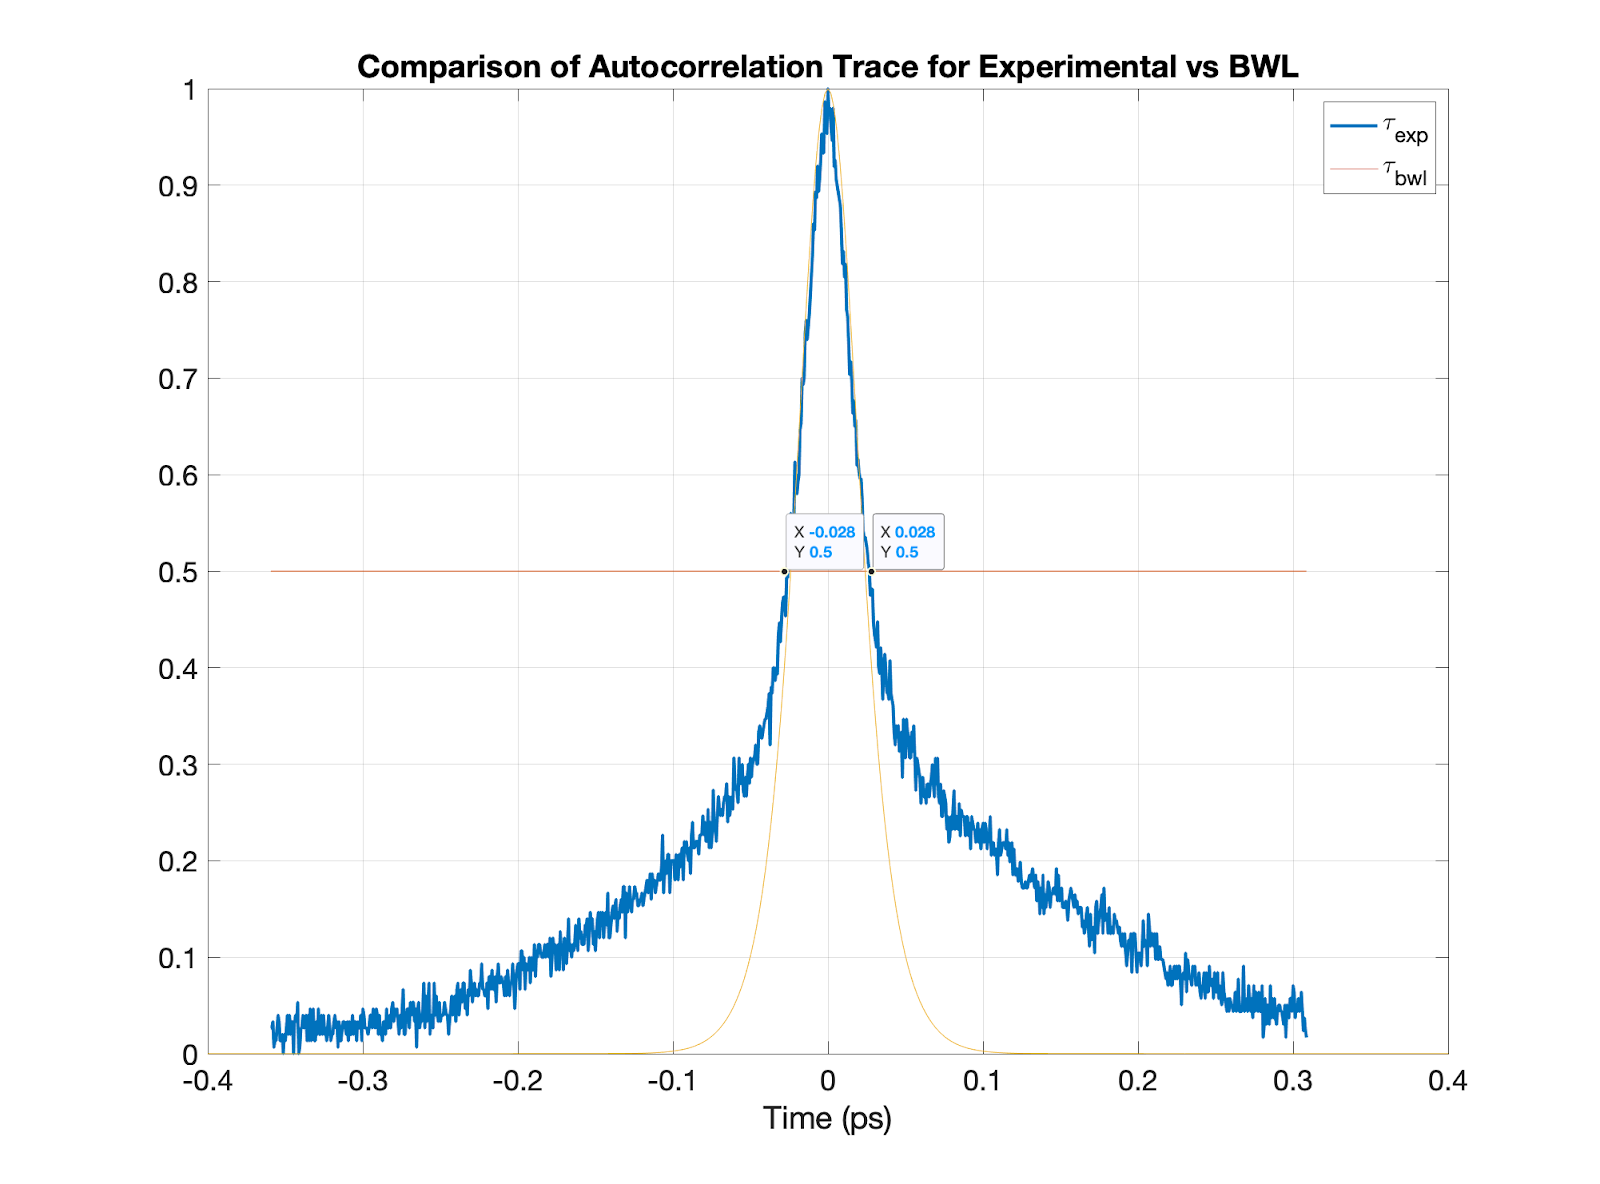 Comparison of Autocorrelation Trace for Experimental vs BWL
1
0.9
0.8
0.7
0.6
0.5
0.4
0.3
0.2
0.1
0
τexp
τbwl
X -0.028
Y 0.5
X 0.028
Y 0.5
-0.4 -0.3 -0.2 -0.1 0 0.1 0.2 0.3 0.4
Time (ps)